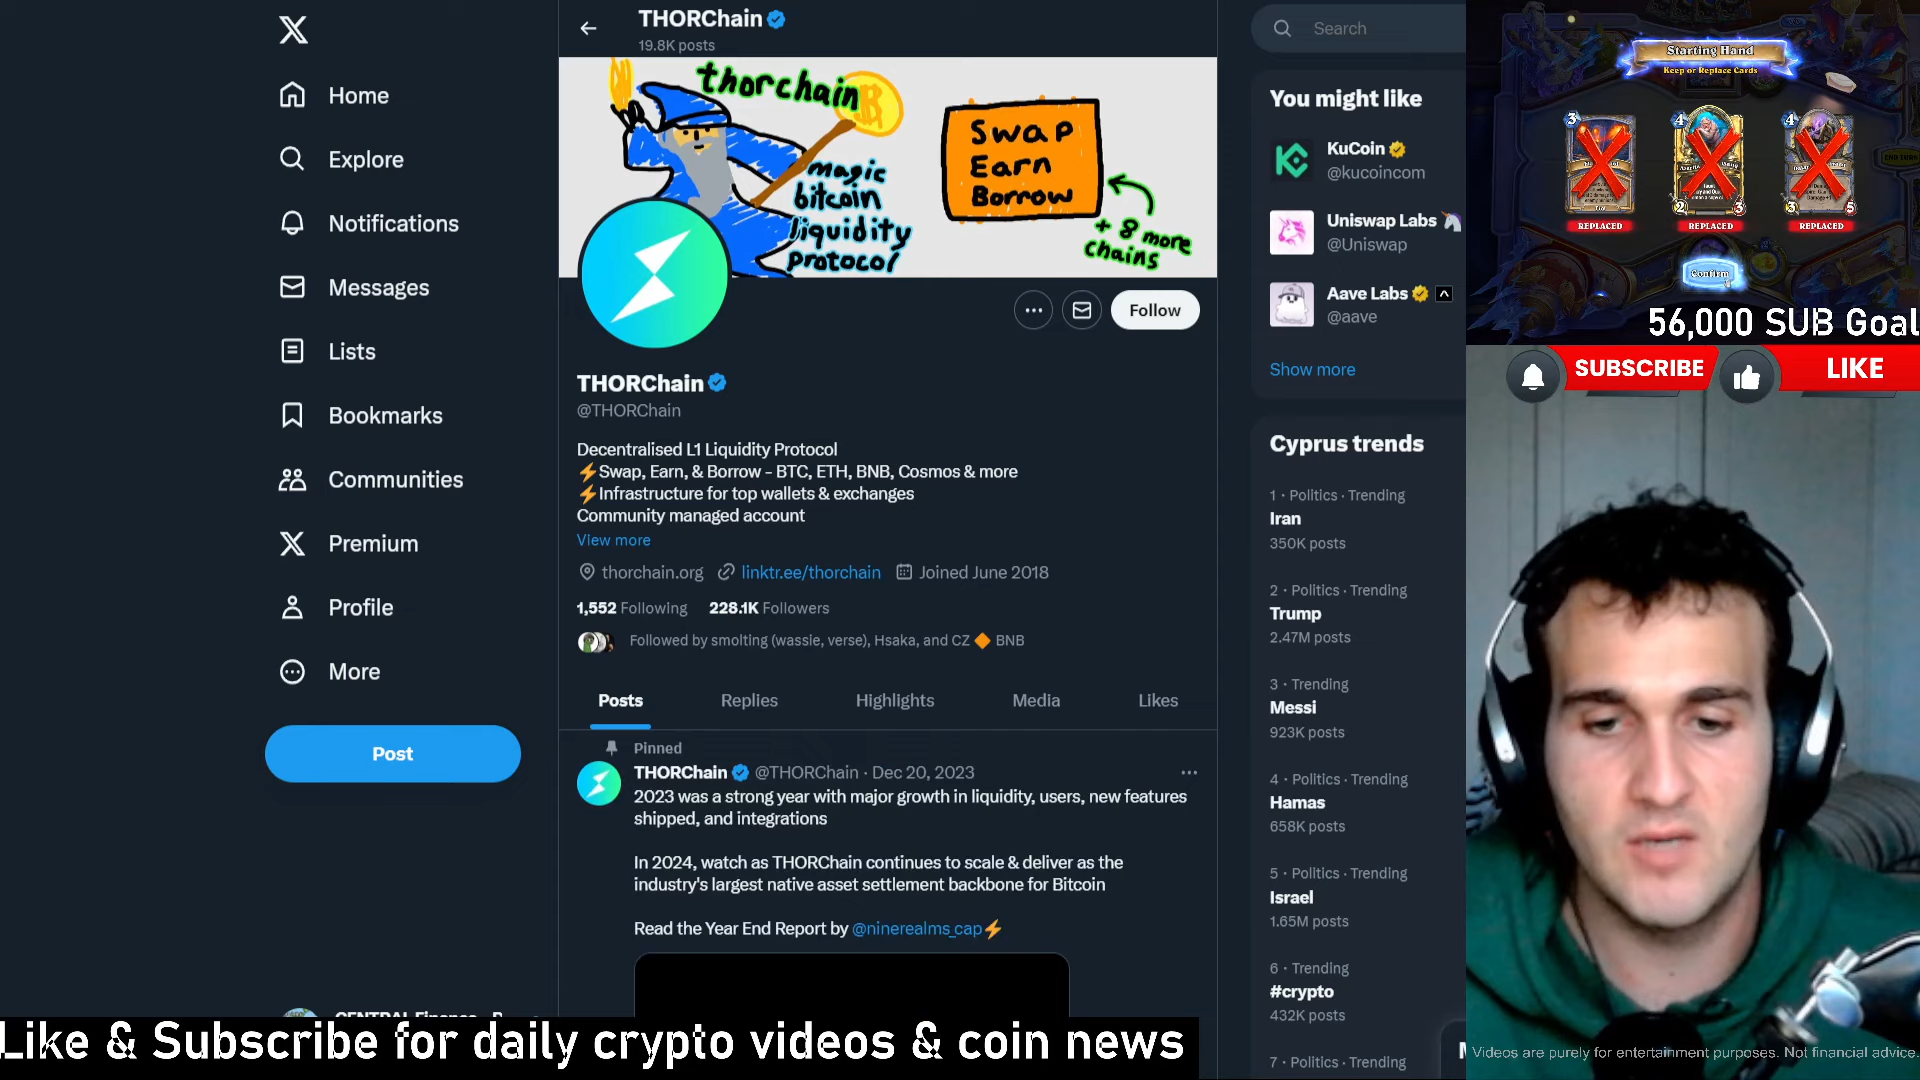 THORChain
19.8K posts
thorchain
magic
bitcoin
liquidity
protocol
Swap
Earn
Borrow
+ 8 more
chains
Home
Explore
Notifications
Messages
Lists
Bookmarks
Communities
Premium
Profile
More
Post
Follow
THORChain
@THORChain
Decentralised L1 Liquidity Protocol
⚡Swap, Earn, & Borrow - BTC, ETH, BNB, Cosmos & more
⚡Infrastructure for top wallets & exchanges
Community managed account
View more
thorchain.org linktr.ee/thorchain Joined June 2018
1,552 Following 228.1K Followers
Followed by smolting (wassie, verse), Hsaka, and CZ 🔶 BNB
Posts Replies Highlights Media Likes
Pinned
THORChain @THORChain · Dec 20, 2023
2023 was a strong year with major growth in liquidity, users, new features
shipped, and integrations
In 2024, watch as THORChain continues to scale & deliver as the
industry's largest native asset settlement backbone for Bitcoin
Read the Year End Report by @ninerealms_cap⚡
Search
You might like
KuCoin
@kucoincom
Uniswap Labs 🦄
@Uniswap
Aave Labs
@aave
Show more
Cyprus trends
1 · Politics · Trending
Iran
350K posts
2 · Politics · Trending
Trump
2.47M posts
3 · Trending
Messi
923K posts
4 · Politics · Trending
Hamas
658K posts
5 · Politics · Trending
Israel
1.65M posts
6 · Trending
#crypto
432K posts
7 · Politics · Trending
Starting Hand
Keep or Replace Cards
3 4 4
2 3 3 5
REPLACED REPLACED REPLACED
Confirm
END TURN
56,000 SUB Goal
SUBSCRIBE LIKE
Like & Subscribe for daily crypto videos & coin news
Videos are purely for entertainment purposes. Not financial advice.